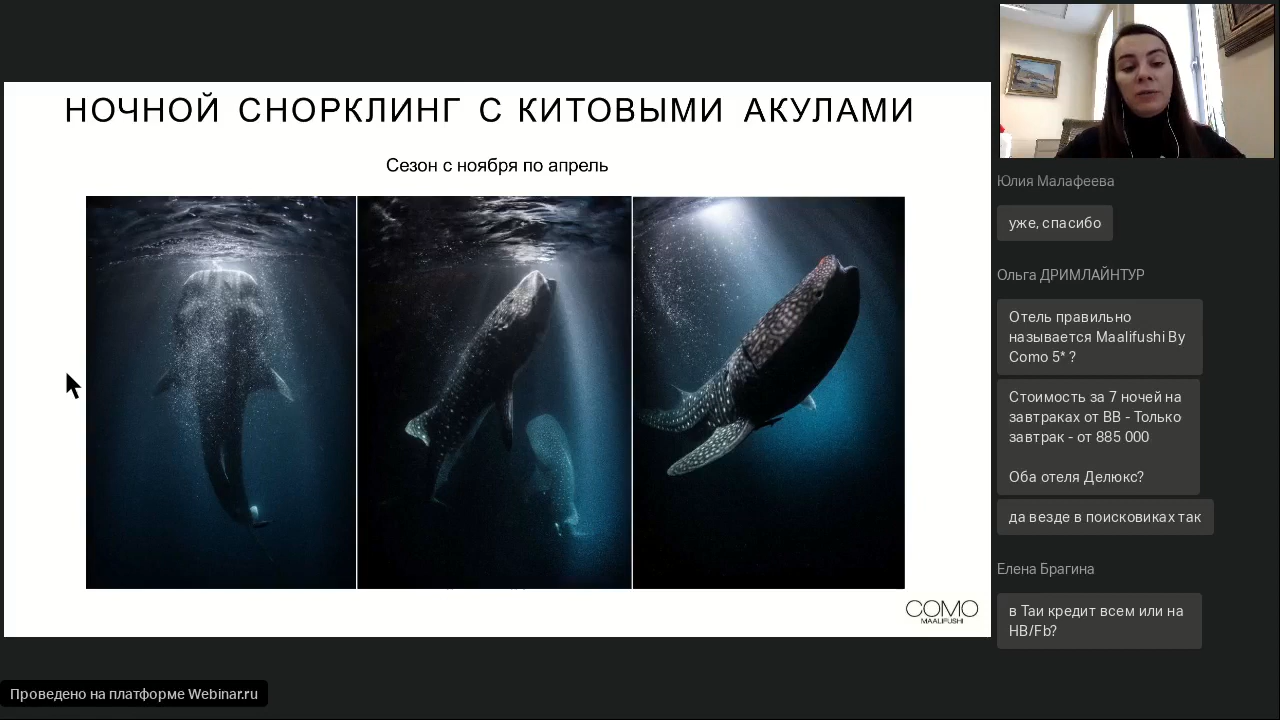 НОЧНОЙ СНОРКЛИНГ С КИТОВЫМИ АКУЛАМИ
Сезон с ноября по апрель
COMO
MAALIFUSHI
Юлия Малафеева
уже, спасибо
Ольга ДРИМЛАЙНТУР
Отель правильно
называется Maalifushi By
Como 5* ?
Стоимость за 7 ночей на
завтраках от BB - Только
завтрак - от 885 000
Оба отеля Делюкс?
да везде в поисковиках так
Елена Брагина
в Таи кредит всем или на
HB/Fb?
Проведено на платформе Webinar.ru